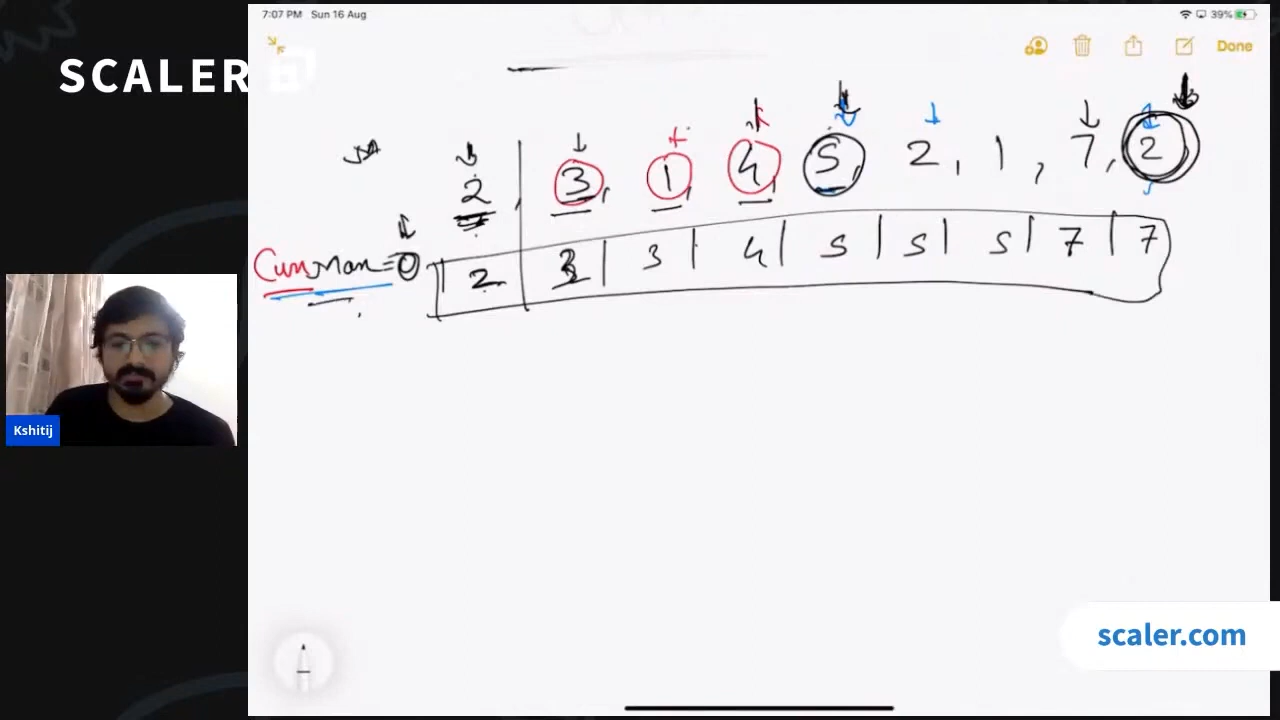 7:07 PM Sun 16 Aug
39%
SCALER
Done
2, 3, 1, 4, 5, 2, 1, 7, 2
CurrMax=0
2 3 3 4 5 5 5 7 7
Kshitij
scaler.com